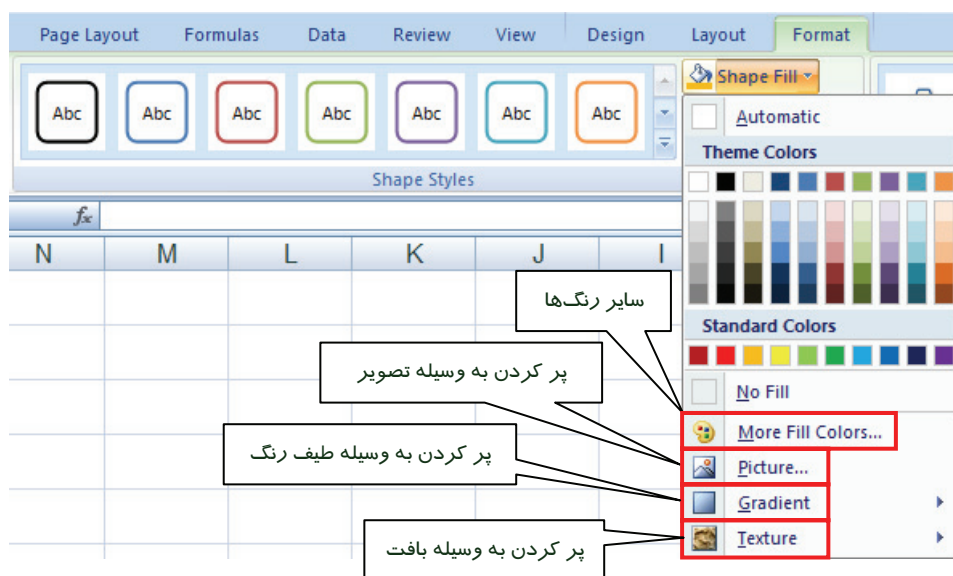 Page Layout Formulas Data Review View Design Layout Format
Shape Fill
Abc Abc Abc Abc Abc Abc Abc
Automatic
Theme Colors
Shape Styles
fx
N M L K J I
سایر رنگ‌ها
Standard Colors
پر کردن به وسیله تصویر
No Fill
More Fill Colors...
پر کردن به وسیله طیف رنگ
Picture...
Gradient
پر کردن به وسیله بافت
Texture